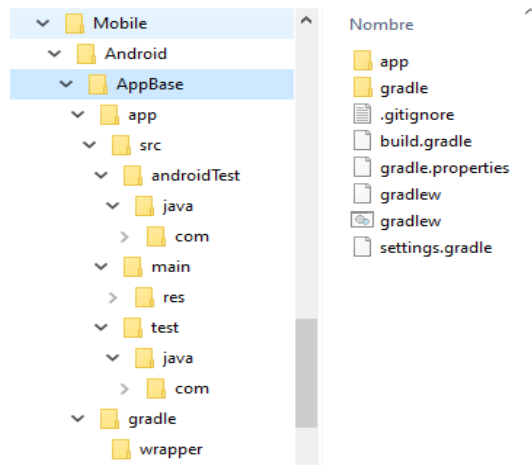 Mobile
Android
AppBase
app
src
androidTest
java
com
main
res
test
java
com
gradle
wrapper
Nombre
app
gradle
.gitignore
build.gradle
gradle.properties
gradlew
gradlew
settings.gradle